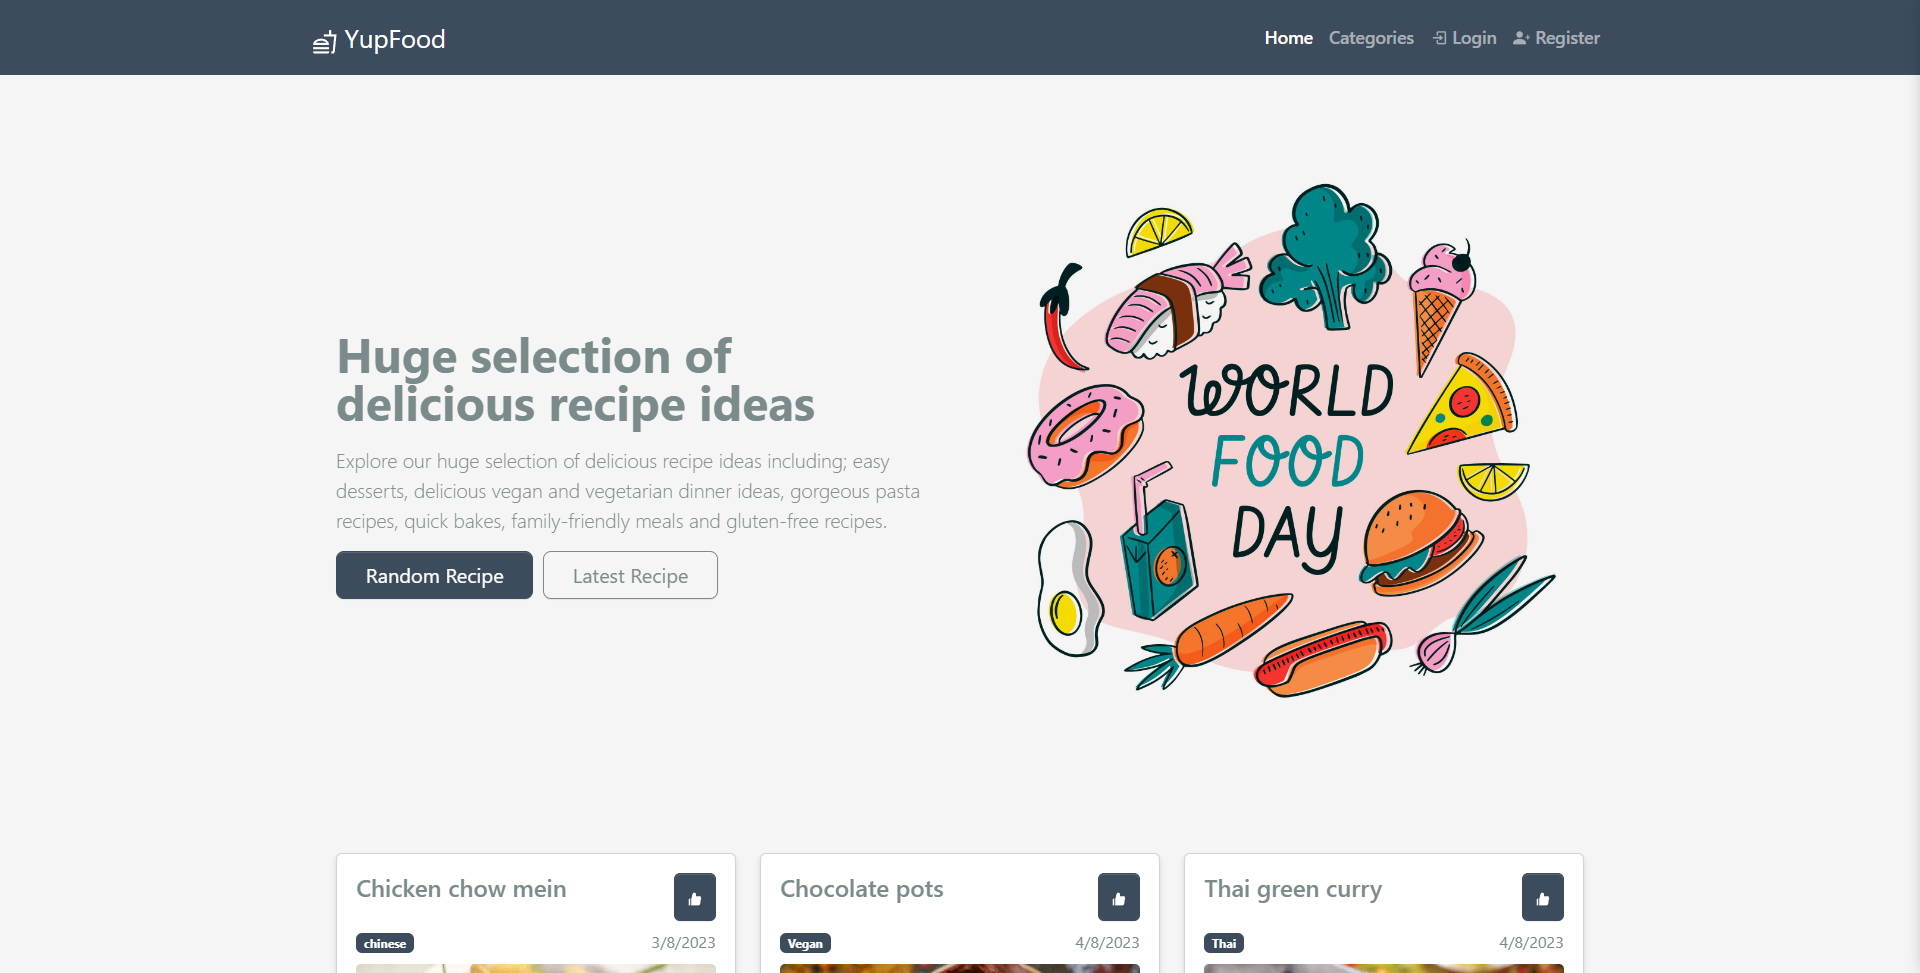 YupFood
Home Categories Login Register
Huge selection of
delicious recipe ideas
Explore our huge selection of delicious recipe ideas including; easy
desserts, delicious vegan and vegetarian dinner ideas, gorgeous pasta
recipes, quick bakes, family-friendly meals and gluten-free recipes.
Random Recipe Latest Recipe
WORLD
FOOD
DAY
Chicken chow mein
chinese 3/8/2023
Chocolate pots
Vegan 4/8/2023
Thai green curry
Thai 4/8/2023